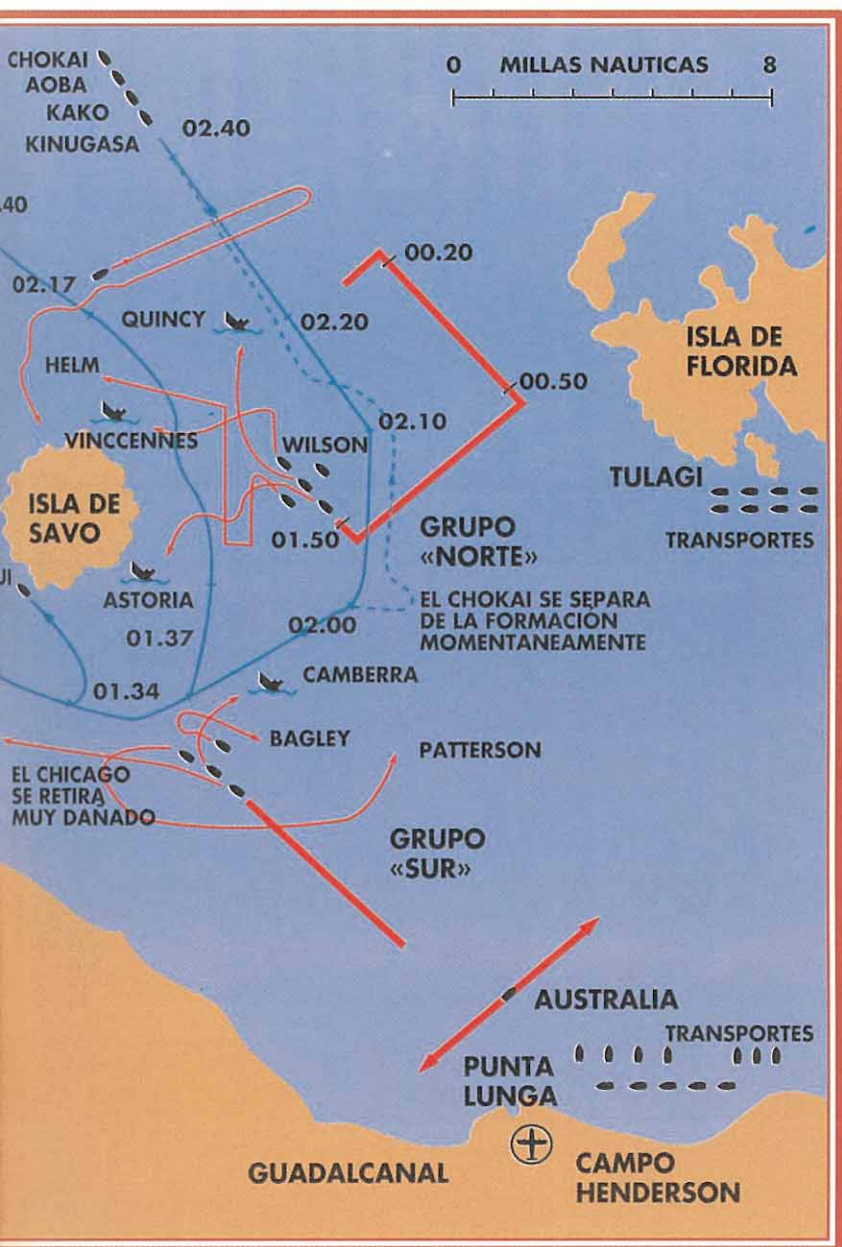 CHOKAI
AOBA
KAKO
KINUGASA
02.40
0 MILLAS NAUTICAS 8
.40
02.17
00.20
QUINCY
02.20
ISLA DE
FLORIDA
HELM
00.50
VINCCENNES
02.10
WILSON
TULAGI
ISLA DE
SAVO
01.50
GRUPO
«NORTE»
TRANSPORTES
UI
ASTORIA
EL CHOKAI SE SEPARA
DE LA FORMACIÓN
MOMENTANEAMENTE
01.37
02.00
01.34
CAMBERRA
BAGLEY
PATTERSON
EL CHICAGO
SE RETIRA
MUY DAÑADO
GRUPO
«SUR»
AUSTRALIA
TRANSPORTES
PUNTA
LUNGA
GUADALCANAL
CAMPO
HENDERSON